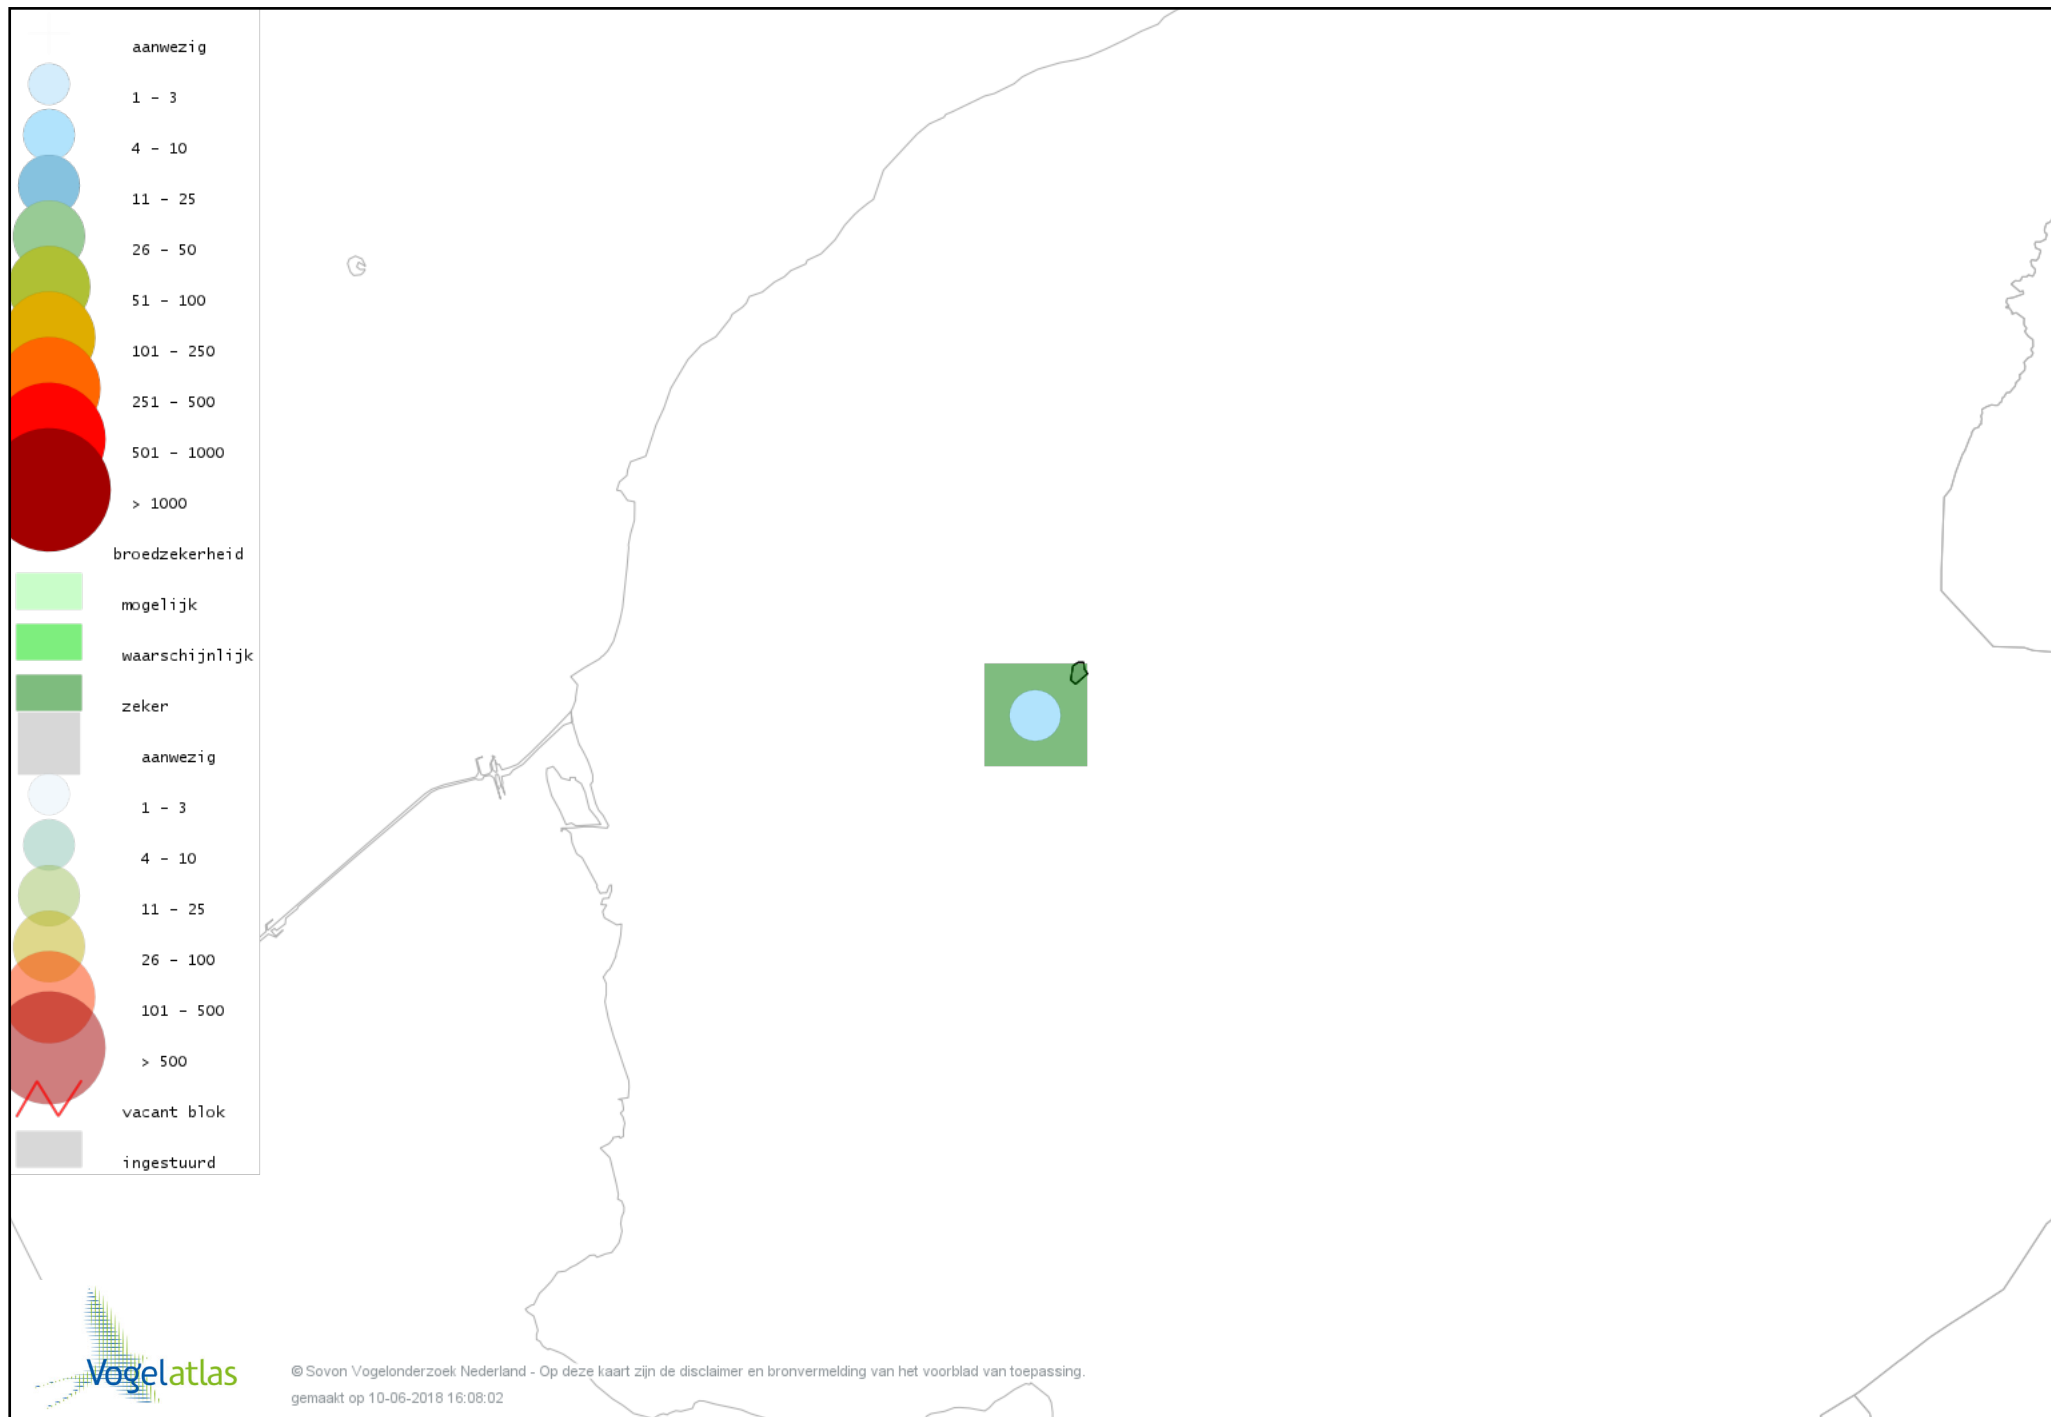 aanwezig
1 - 3
4 - 10
11 - 25
26 - 50
51 - 100
101 - 250
251 - 500
501 - 1000
> 1000
broedzekerheid
mogelijk
waarschijnlijk
zeker
aanwezig
1 - 3
4 - 10
11 - 25
26 - 100
101 - 500
> 500
vacant blok
ingestuurd
Vogelatlas
© Sovon Vogelonderzoek Nederland - Op deze kaart zijn de disclaimer en bronvermelding van het voorblad van toepassing.
gemaakt op 10-06-2018 16:08:02